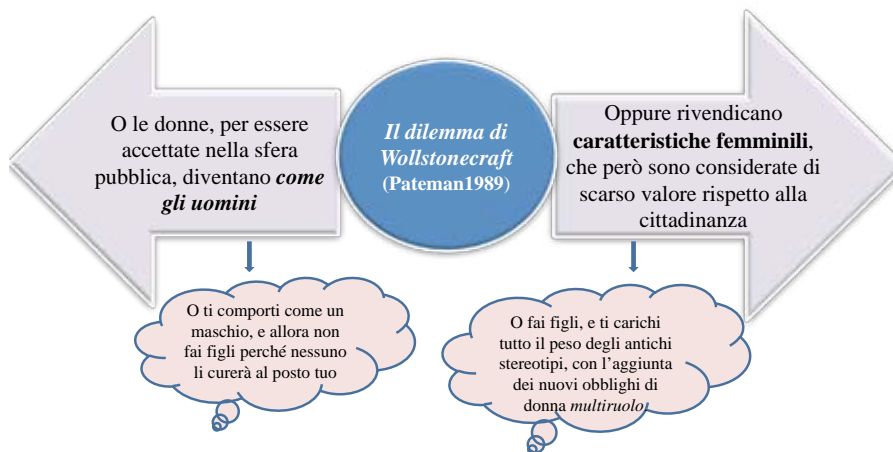 O le donne, per essere
accettate nella sfera
pubblica, diventano come
gli uomini
Il dilemma di
Wollstonecraft
(Pateman1989)
Oppure rivendicano
caratteristiche femminili,
che però sono considerate di
scarso valore rispetto alla
cittadinanza
O ti comporti come un
maschio, e allora non
fai figli perché nessuno
li curerà al posto tuo
O fai figli, e ti carichi
tutto il peso degli antichi
stereotipi, con l'aggiunta
dei nuovi obblighi di
donna multiruolo